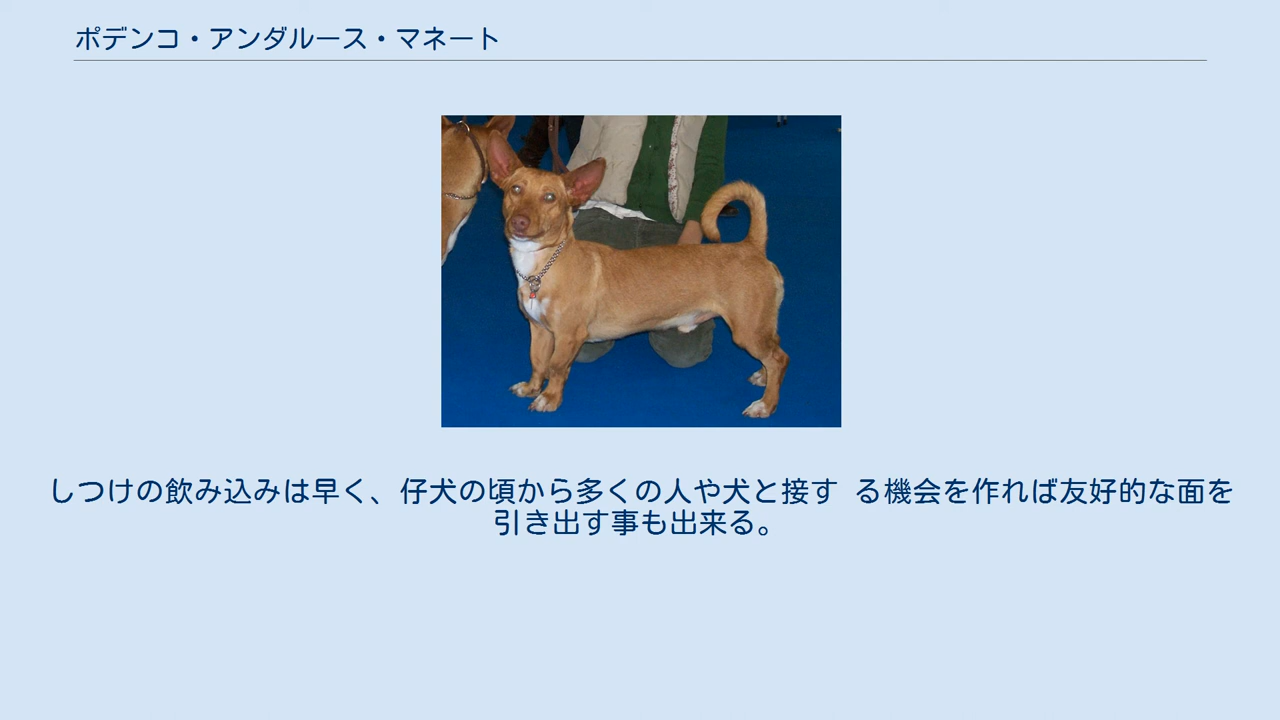 ポデンコ・アンダルース・マネート
しつけの飲み込みは早く、仔犬の頃から多くの人や犬と接す る機会を作れば友好的な面を
引き出す事も出来る。